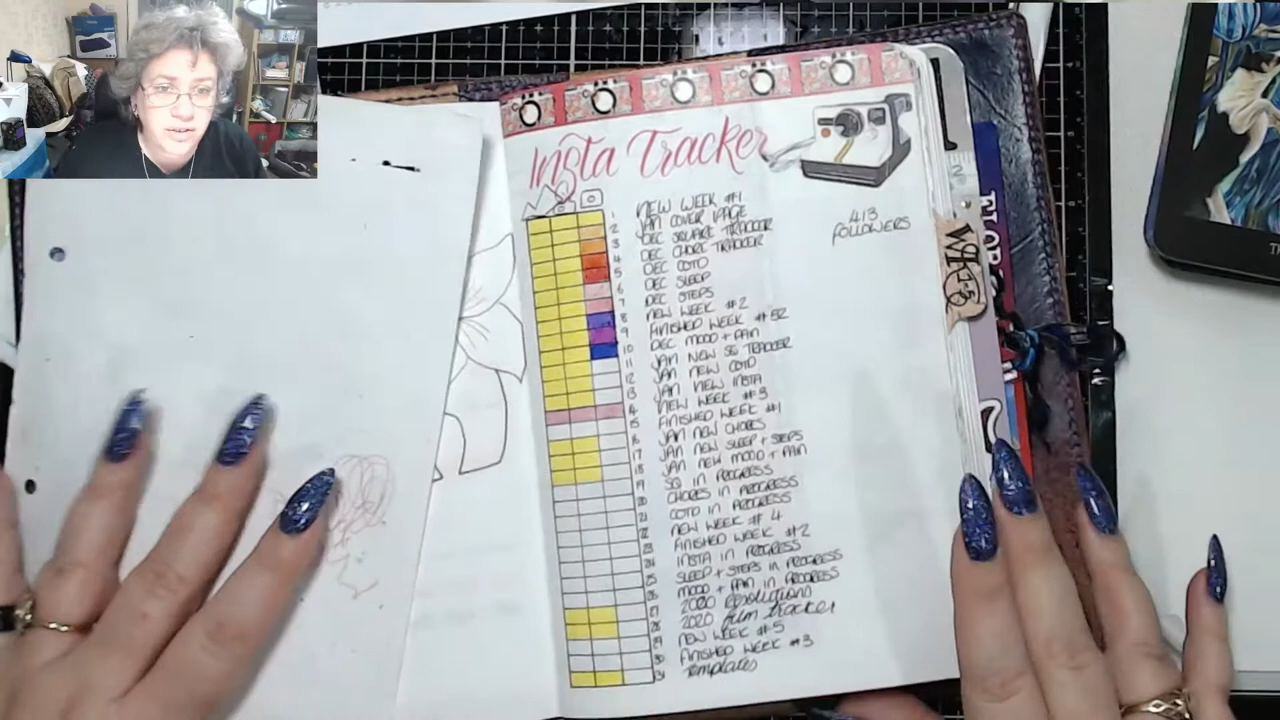 Insta Tracker
413
FOLLOWERS
1 NEW WEEK #1
2 JAN COVER PAGE
3 DEC SQUARE TRACKER
4 DEC CHORE TRACKER
5 DEC COTD
6 DEC SLEEP
7 DEC STEPS
8 NEW WEEK #2
9 FINISHED WEEK #52
10 DEC MOOD + PAIN
11 JAN NEW SQ TRACKER
12 JAN NEW COTD
13 JAN NEW INSTA
14 NEW WEEK #3
15 FINISHED WEEK #1
16 JAN NEW CHORES
17 JAN NEW SLEEP + STEPS
18 JAN NEW MOOD + PAIN
19 SQ IN PROGRESS
20 CHORES IN PROGRESS
21 COTD IN PROGRESS
22 NEW WEEK # 4
23 FINISHED WEEK #2
24 INSTA IN PROGRESS
25 SLEEP + STEPS IN PROGRESS
26 MOOD + PAIN IN PROGRESS
27 2020 Resolutions
28 2020 film tracker
29 NEW WEEK #5
30 FINISHED WEEK #3
31 Templates
WK1-5